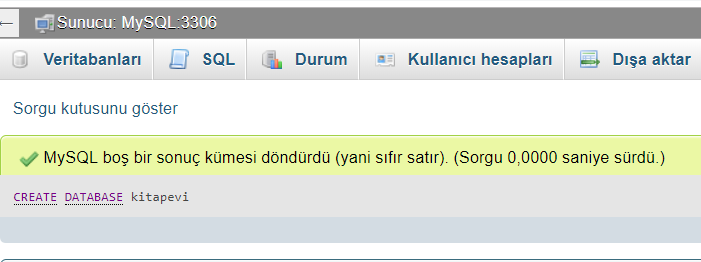 Sunucu: MySQL:3306
Veritabanları SQL Durum Kullanıcı hesapları Dışa aktar
Sorgu kutusunu göster
MySQL boş bir sonuç kümesi döndürdü (yani sıfır satır). (Sorgu 0,0000 saniye sürdü.)
CREATE DATABASE kitapevi